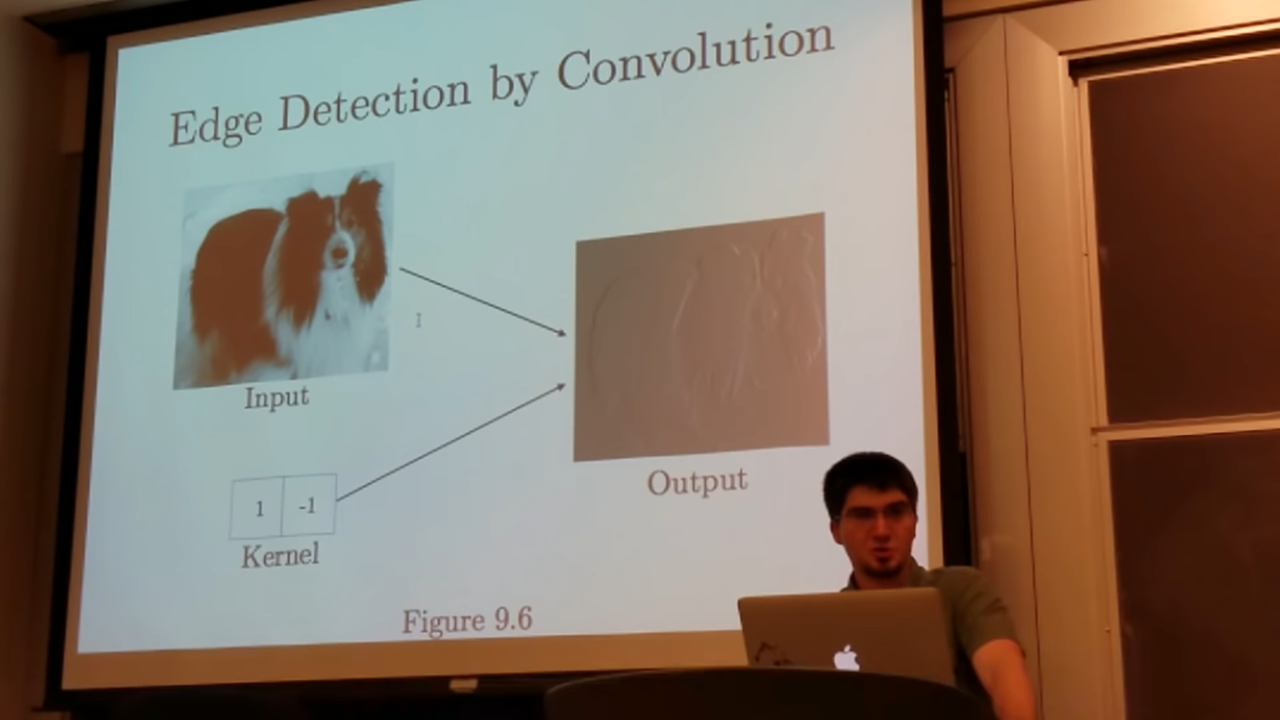 Edge Detection by Convolution
Input
Output
1 -1
Kernel
Figure 9.6